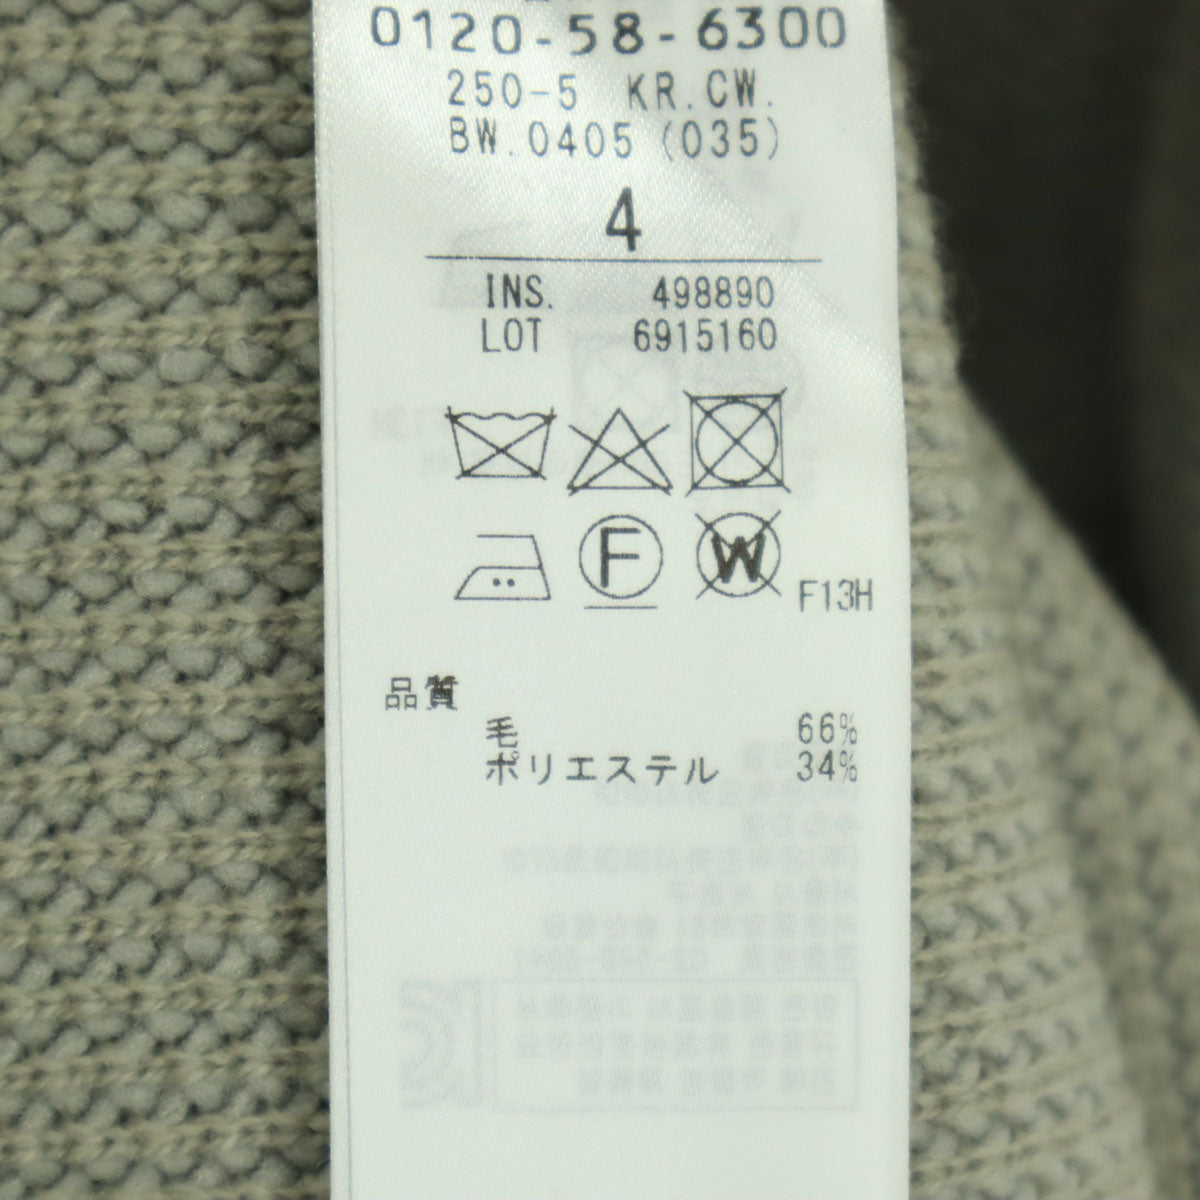 0120-58-6300
250-5 KR.CW.
BW.0405 (035)
4
INS. 498890
LOT 6915160
F W F13H
品質
毛 66%
ポリエステル 34%